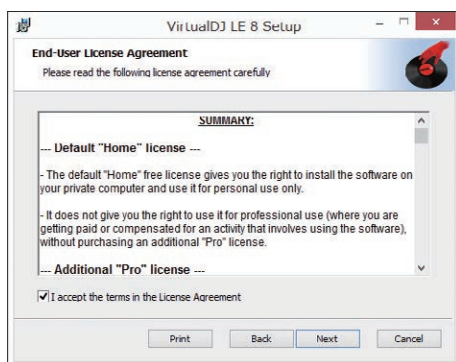 VirtualDJ LE 8 Setup
End-User License Agreement
Please read the following license agreement carefully
SUMMARY:
--- Default "Home" license ---
- The default "Home" free license gives you the right to install the software on
your private computer and use it for personal use only.
- It does not give you the right to use it for professional use (where you are
getting paid or compensated for an activity that involves using the software),
without purchasing an additional "Pro" license.
--- Additional "Pro" license ---
I accept the terms in the License Agreement
Print Back Next Cancel